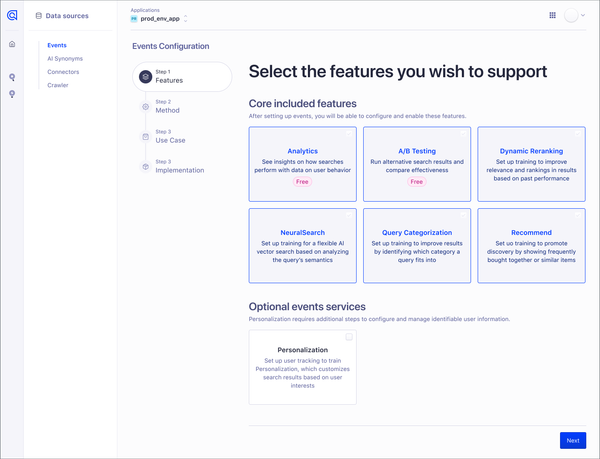 Data sources
Applications
PR prod_env_app
Events
AI Synonyms
Connectors
Crawler
Events Configuration
Step 1
Features
Step 2
Method
Step 3
Use Case
Step 3
Implementation
Select the features you wish to support
Core included features
After setting up events, you will be able to configure and enable these features.
Analytics
See insights on how searches
perform with data on user behavior
Free
A/B Testing
Run alternative search results and
compare effectiveness
Free
Dynamic Reranking
Set up training to improve
relevance and rankings in results
based on past performance
NeuralSearch
Set up training for a flexible AI
vector search based on analyzing
the query's semantics
Query Categorization
Set up training to improve results
by identifying which category a
query fits into
Recommend
Set uo training to promote
discovery by showing frequently
bought together or similar items
Optional events services
Personalization requires additional steps to configure and manage identifiable user information.
Personalization
Set up user tracking to train
Personalization, which customizes
search results based on user
interests
Next